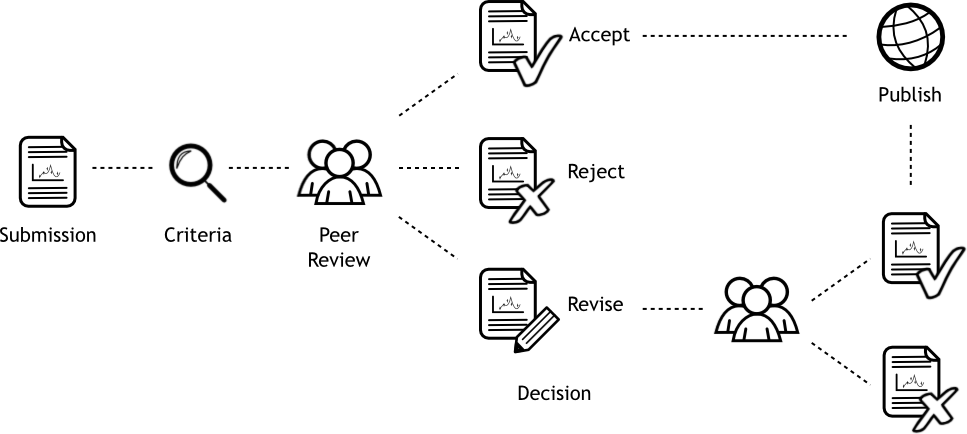 Accept
Publish
Reject
Submission
Criteria
Peer
Review
Revise
Decision